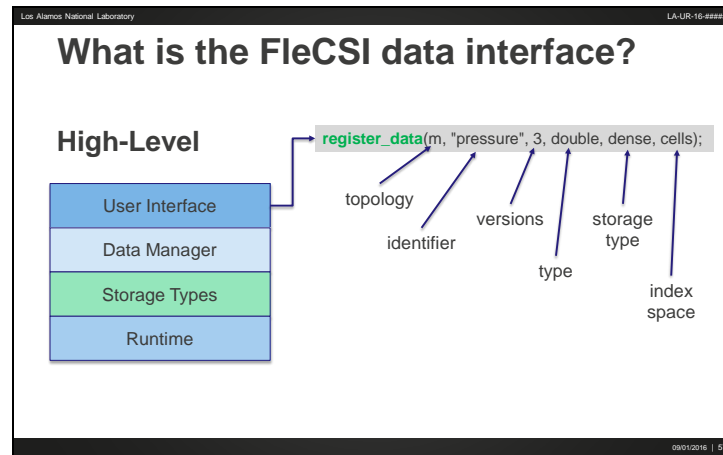 Los Alamos National Laboratory
LA-UR-16-####
What is the FleCSI data interface?
High-Level
register_data(m, "pressure", 3, double, dense, cells);
User Interface
Data Manager
Storage Types
Runtime
topology
identifier
versions
type
storage
type
index
space
09/01/2016 |